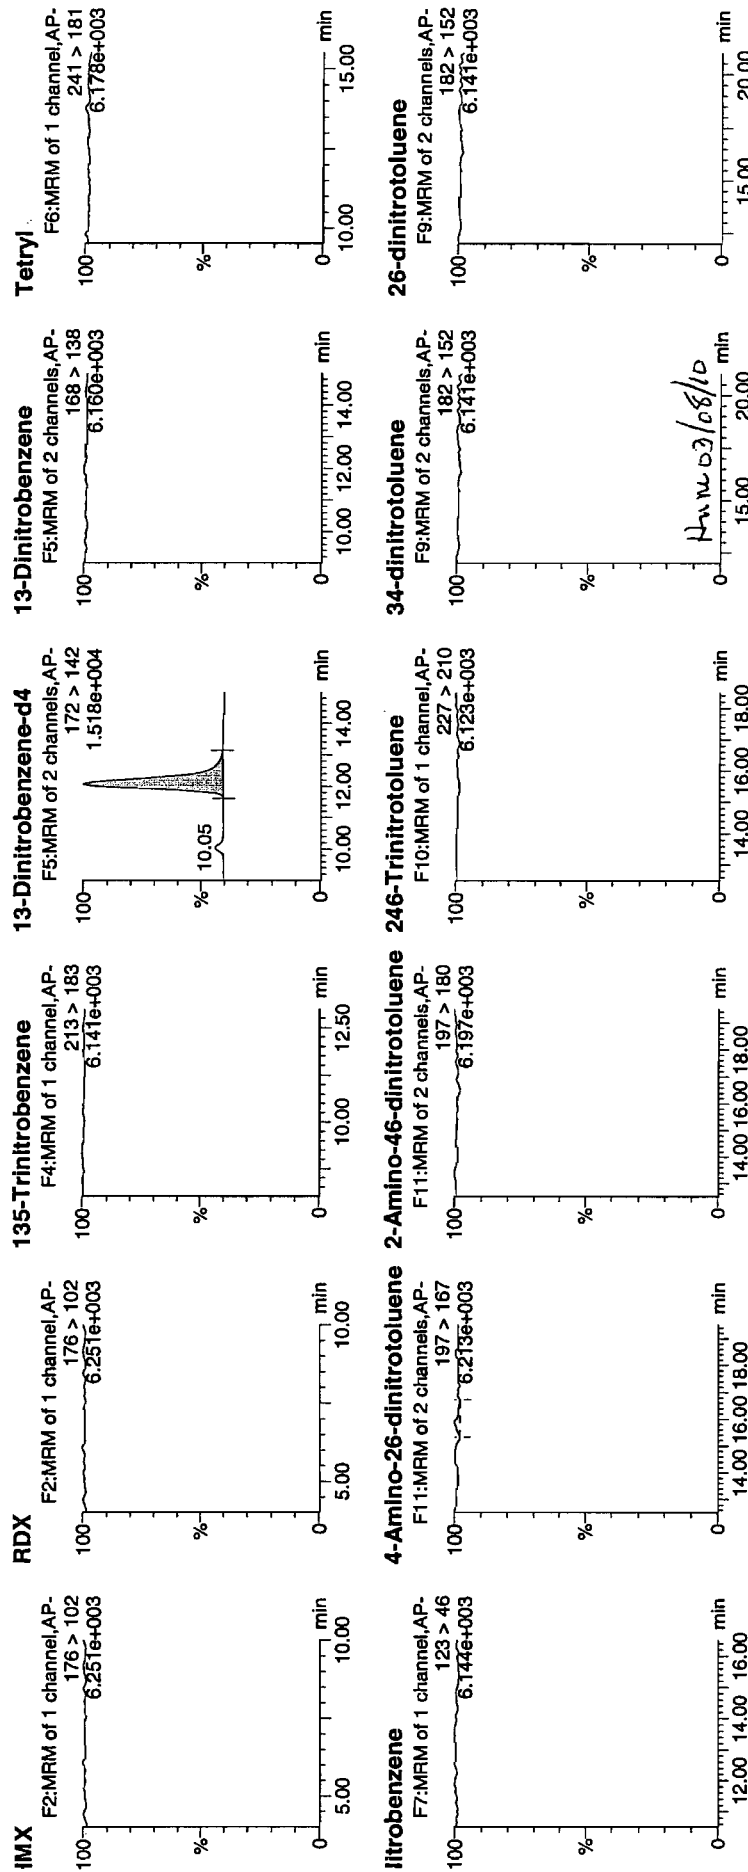 IMX
F2:MRM of 1 channel,AP-
176 > 102
6.251e+003
100
%
0
5.00
10.00
min
RDX
F2:MRM of 1 channel,AP-
176 > 102
6.251e+003
100
%
0
5.00
10.00
min
135-Trinitrobenzene
F4:MRM of 1 channel,AP-
213 > 183
6.141e+003
100
%
0
10.00
12.50
min
13-Dinitrobenzene-d4
F5:MRM of 2 channels,AP-
172 > 142
1.518e+004
100
10.05
%
0
10.00
12.00
14.00
min
13-Dinitrobenzene
F5:MRM of 2 channels,AP-
168 > 138
6.160e+003
100
%
0
10.00
12.00
14.00
min
Tetryl
F6:MRM of 1 channel,AP-
241 > 181
6.178e+003
100
%
0
10.00
15.00
min
litrobenzene
F7:MRM of 1 channel,AP-
123 > 46
6.144e+003
100
%
0
12.00
14.00
16.00
min
4-Amino-26-dinitrotoluene
F11:MRM of 2 channels,AP-
197 > 167
6.213e+003
100
%
0
14.00
16.00
18.00
min
2-Amino-46-dinitrotoluene
F11:MRM of 2 channels,AP-
197 > 180
6.197e+003
100
%
0
14.00
16.00
18.00
min
246-Trinitrotoluene
F10:MRM of 1 channel,AP-
227 > 210
6.123e+003
100
%
0
14.00
16.00
18.00
min
34-dinitrotoluene
F9:MRM of 2 channels,AP-
182 > 152
6.141e+003
100
%
03/08/10
0
15.00
20.00
min
26-dinitrotoluene
F9:MRM of 2 channels,AP-
182 > 152
6.141e+003
100
%
0
15.00
20.00
min